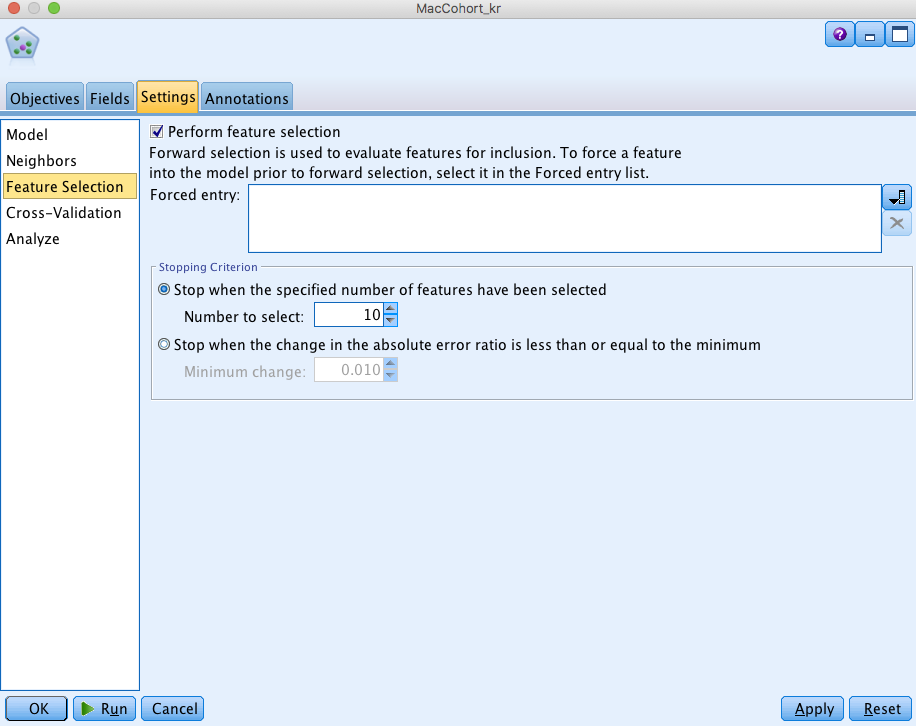 MacCohort_kr
Objectives Fields Settings Annotations
Model
Neighbors
Feature Selection
Cross-Validation
Analyze
Perform feature selection
Forward selection is used to evaluate features for inclusion. To force a feature
into the model prior to forward selection, select it in the Forced entry list.
Forced entry:
Stopping Criterion
Stop when the specified number of features have been selected
Number to select: 10
Stop when the change in the absolute error ratio is less than or equal to the minimum
Minimum change: 0.010
OK Run Cancel Apply Reset